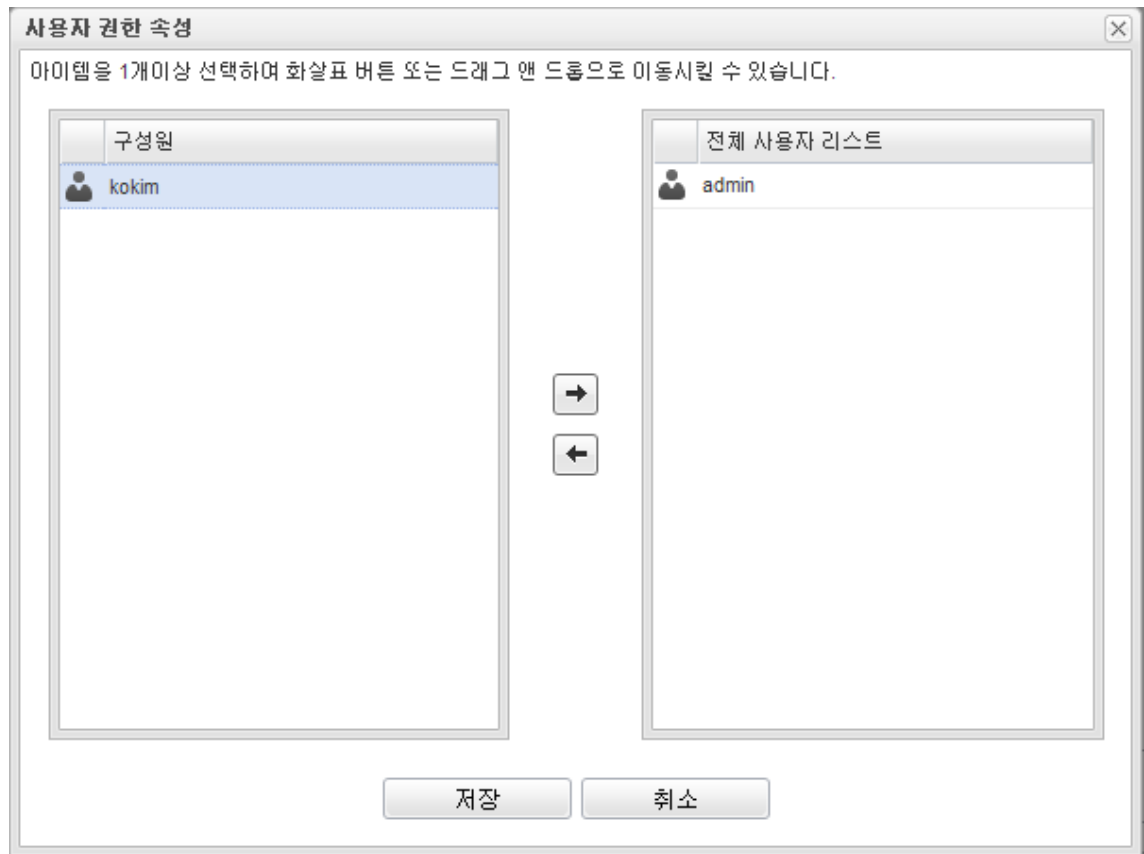 사용자 권한 속성
아이템을 1개이상 선택하여 화살표 버튼 또는 드래그 앤 드롭으로 이동시킬 수 있습니다.
구성원
전체 사용자 리스트
kokim
admin
저장
취소